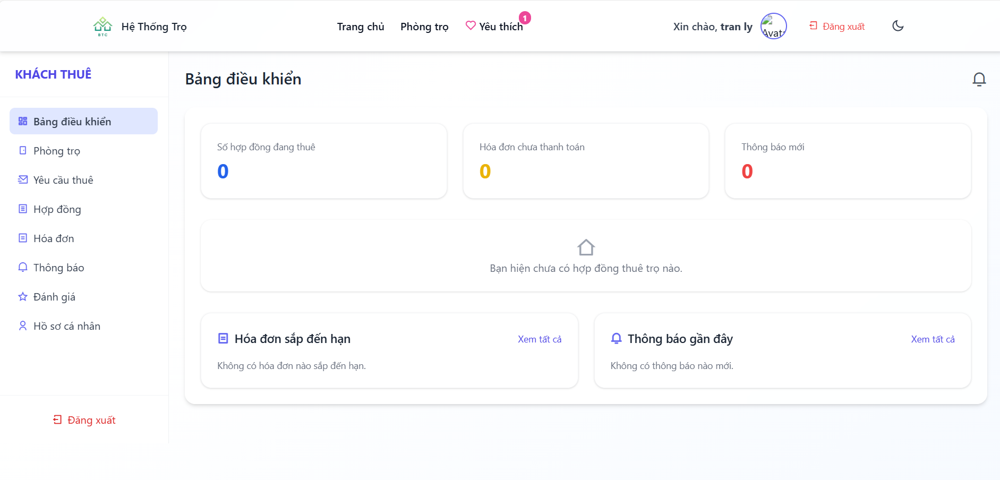 BTC
Hệ Thống Trọ
Trang chủ
Phòng trọ
Yêu thích
1
Xin chào, tran ly
Đăng xuất
KHÁCH THUÊ
Bảng điều khiển
Phòng trọ
Yêu cầu thuê
Hợp đồng
Hóa đơn
Thông báo
Đánh giá
Hồ sơ cá nhân
Đăng xuất
Bảng điều khiển
Số hợp đồng đang thuê
0
Hóa đơn chưa thanh toán
0
Thông báo mới
0
Bạn hiện chưa có hợp đồng thuê trọ nào.
Hóa đơn sắp đến hạn
Xem tất cả
Không có hóa đơn nào sắp đến hạn.
Thông báo gần đây
Xem tất cả
Không có thông báo nào mới.